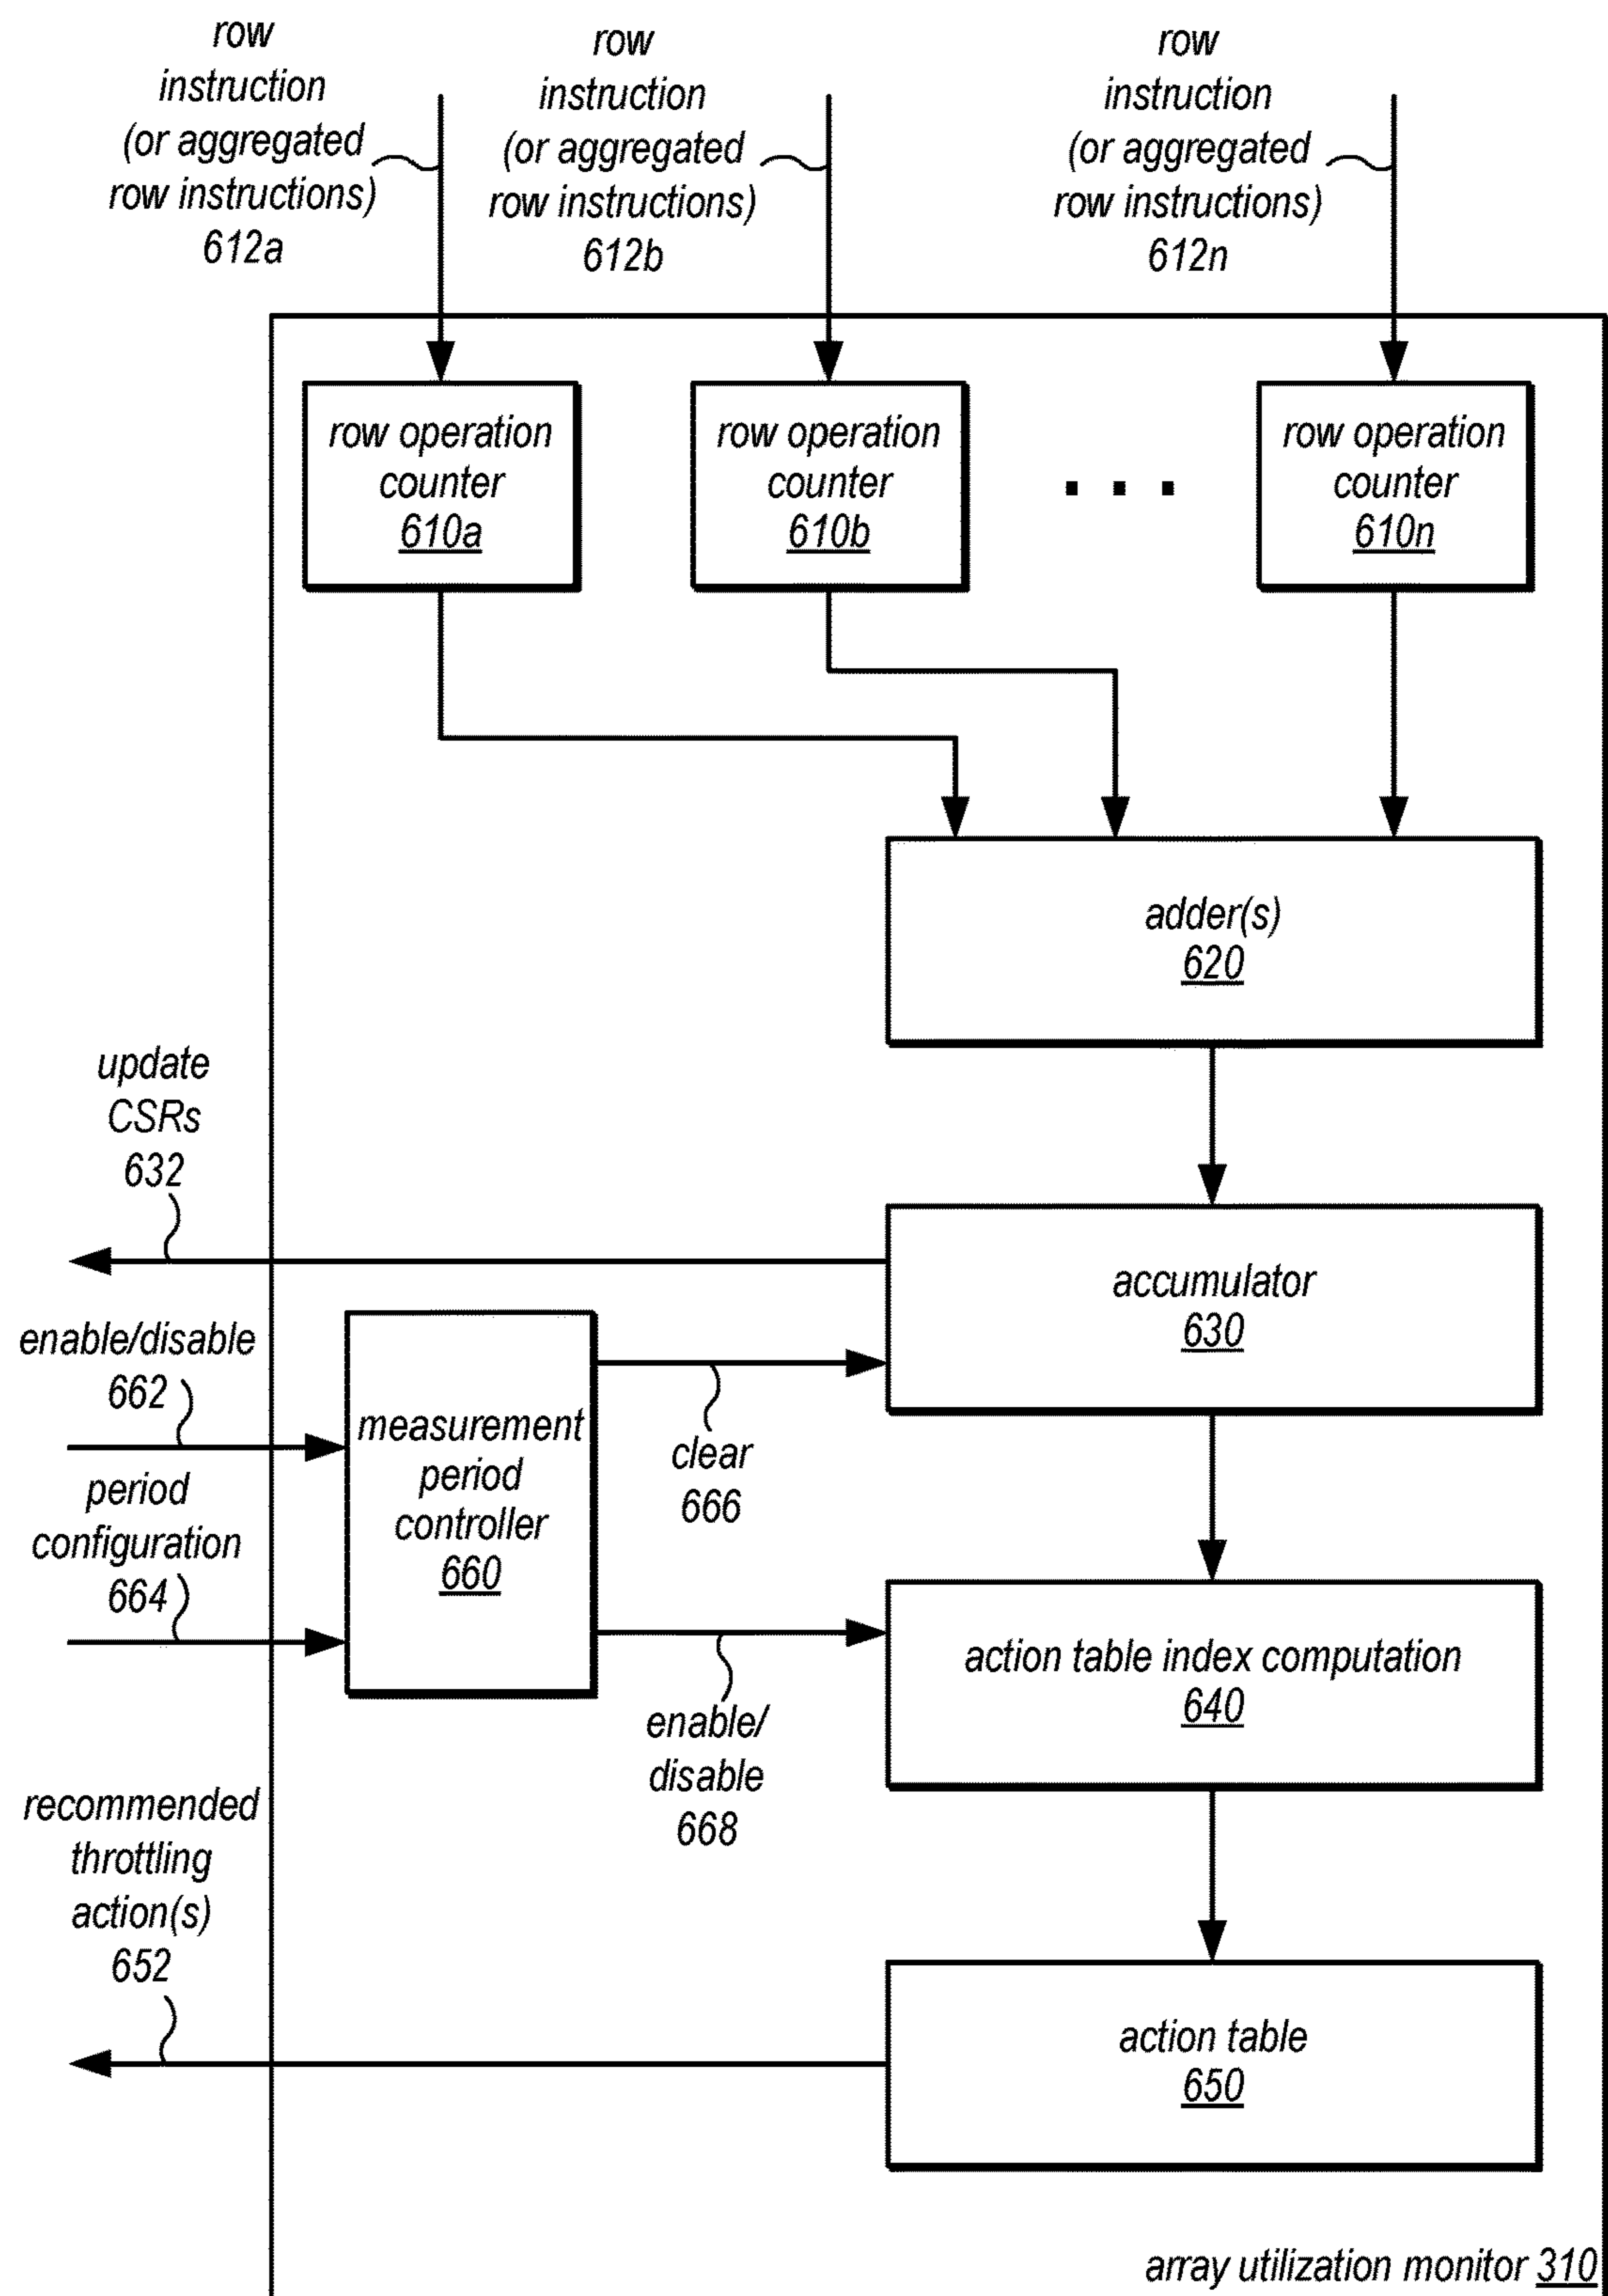 row
instruction
(or aggregated
row instructions)
612a
row
instruction
(or aggregated
row instructions)
612b
row
instruction
(or aggregated
row instructions)
612n
row operation
counter
610a
row operation
counter
610b
. . .
row operation
counter
610n
adder(s)
620
update
CSRs
632
accumulator
630
enable/disable
662
measurement
period
controller
660
clear
666
period
configuration
664
action table index computation
640
enable/
disable
668
recommended
throttling
action(s)
652
action table
650
array utilization monitor 310